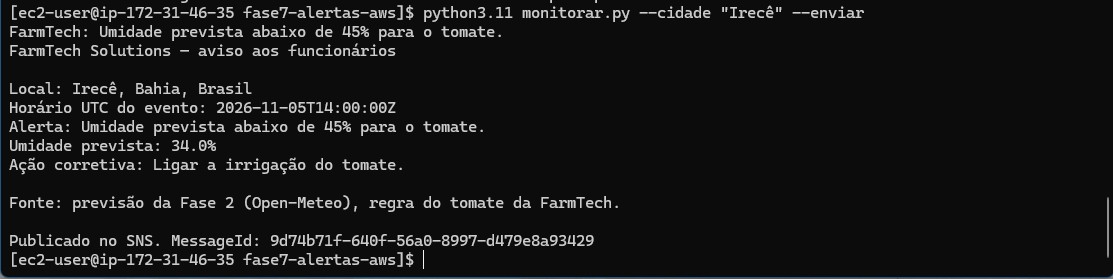 [ec2-user@ip-172-31-46-35 fase7-alertas-aws]$ python3.11 monitorar.py --cidade "Irecê" --enviar
FarmTech: Umidade prevista abaixo de 45% para o tomate.
FarmTech Solutions — aviso aos funcionários
Local: Irecê, Bahia, Brasil
Horário UTC do evento: 2026-11-05T14:00:00Z
Alerta: Umidade prevista abaixo de 45% para o tomate.
Umidade prevista: 34.0%
Ação corretiva: Ligar a irrigação do tomate.
Fonte: previsão da Fase 2 (Open-Meteo), regra do tomate da FarmTech.
Publicado no SNS. MessageId: 9d74b71f-640f-56a0-8997-d479e8a93429
[ec2-user@ip-172-31-46-35 fase7-alertas-aws]$